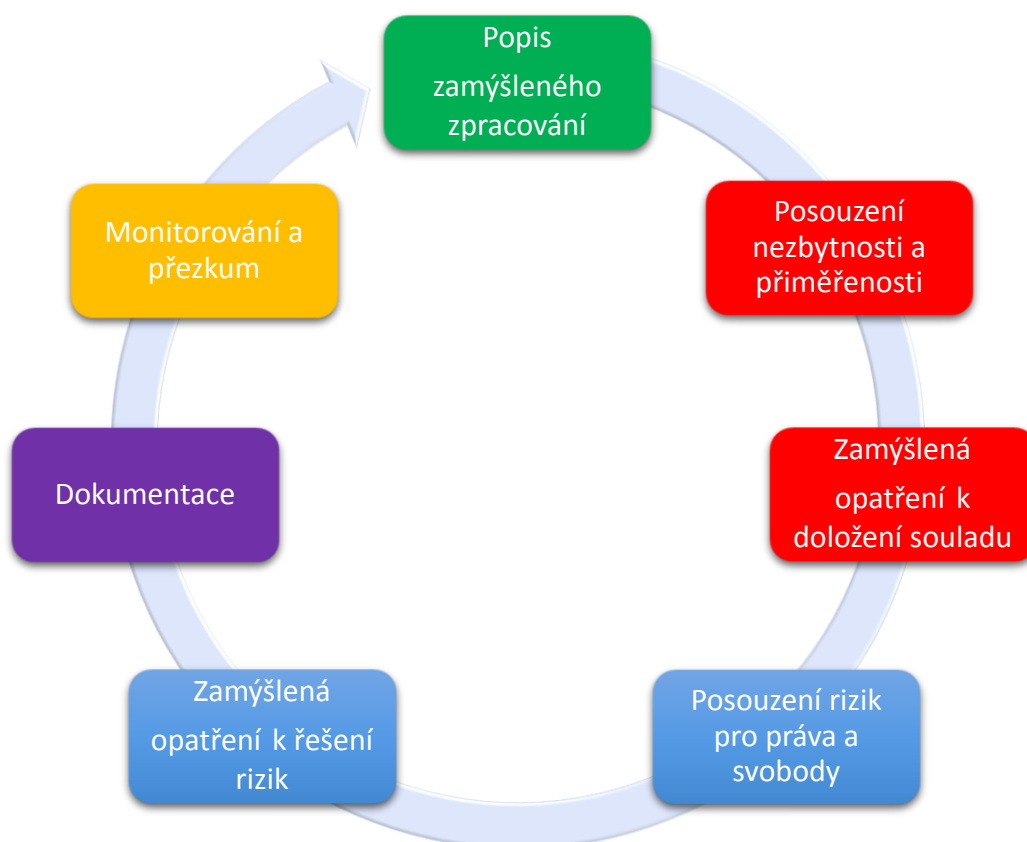 Popis
zamýšleného
zpracování
Posouzení
nezbytnosti a
přiměřenosti
Zamýšlená
opatření k
doložení souladu
Posouzení rizik
pro práva a
svobody
Zamýšlená
opatření k řešení
rizik
Dokumentace
Monitorování a
přezkum